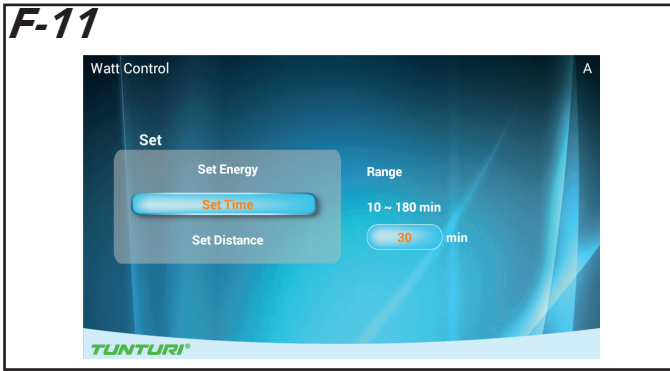 F-11
Watt Control A
Set
Set Energy
Set Time
Set Distance
Range
10 ~ 180 min
30 min
TUNTURI®